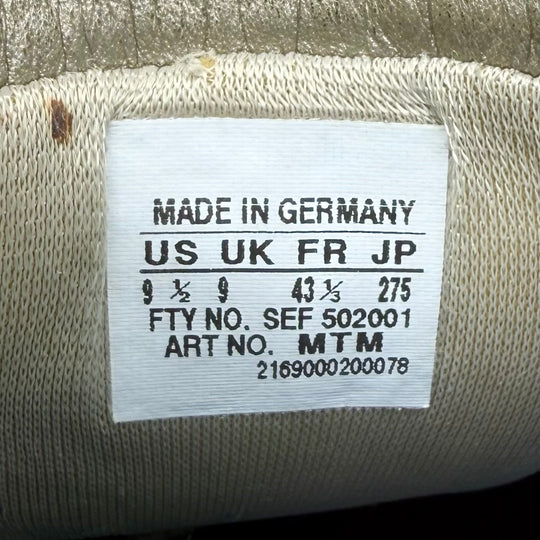 MADE IN GERMANY
US UK FR JP
9 ½ 9 43 ⅓ 275
FTY NO. SEF 502001
ART NO. MTM
2169000200078